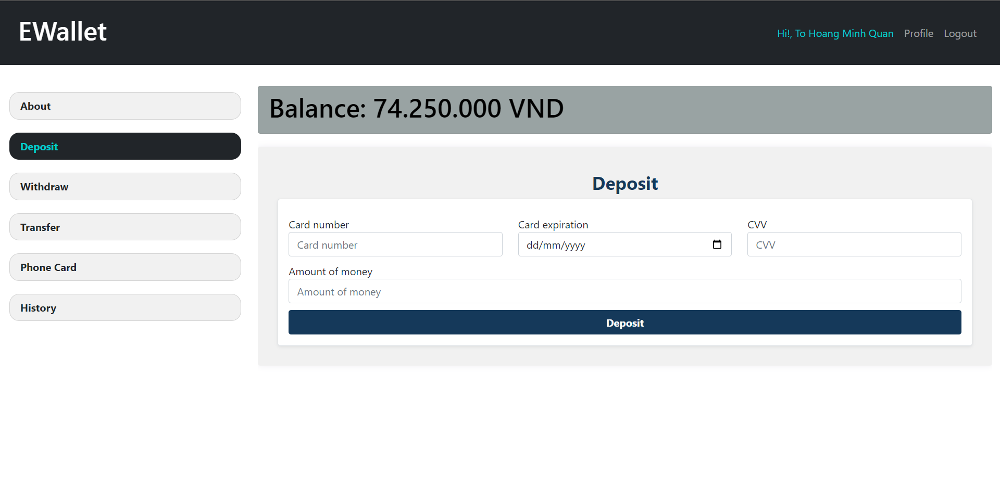 EWallet
Hi!, To Hoang Minh Quan Profile Logout
About
Deposit
Withdraw
Transfer
Phone Card
History
Balance: 74.250.000 VND
Deposit
Card number Card expiration CVV
Card number dd/mm/yyyy CVV
Amount of money
Amount of money
Deposit